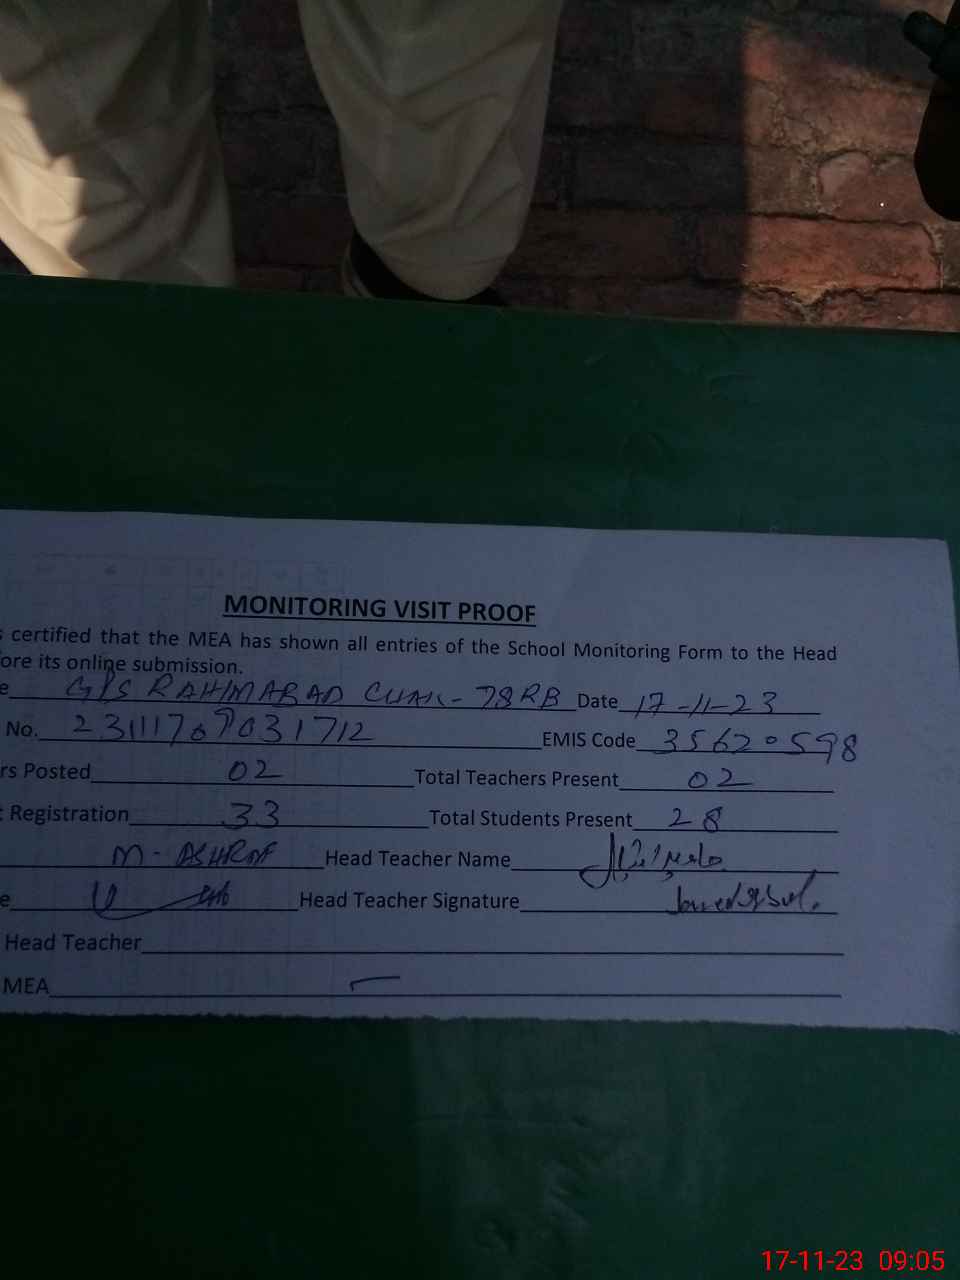 MONITORING VISIT PROOF
s certified that the MEA has shown all entries of the School Monitoring Form to the Head
ore its online submission.
e GPS RAHIMABAD CHAK-78RB Date 17-11-23
No. EMIS Code 35620598
rs Posted 02 Total Teachers Present 02
t Registration 33 Total Students Present 28
M-ASHRAF Head Teacher Name جاوید اقبال
e Head Teacher Signature
Head Teacher
MEA
17-11-23 09:05